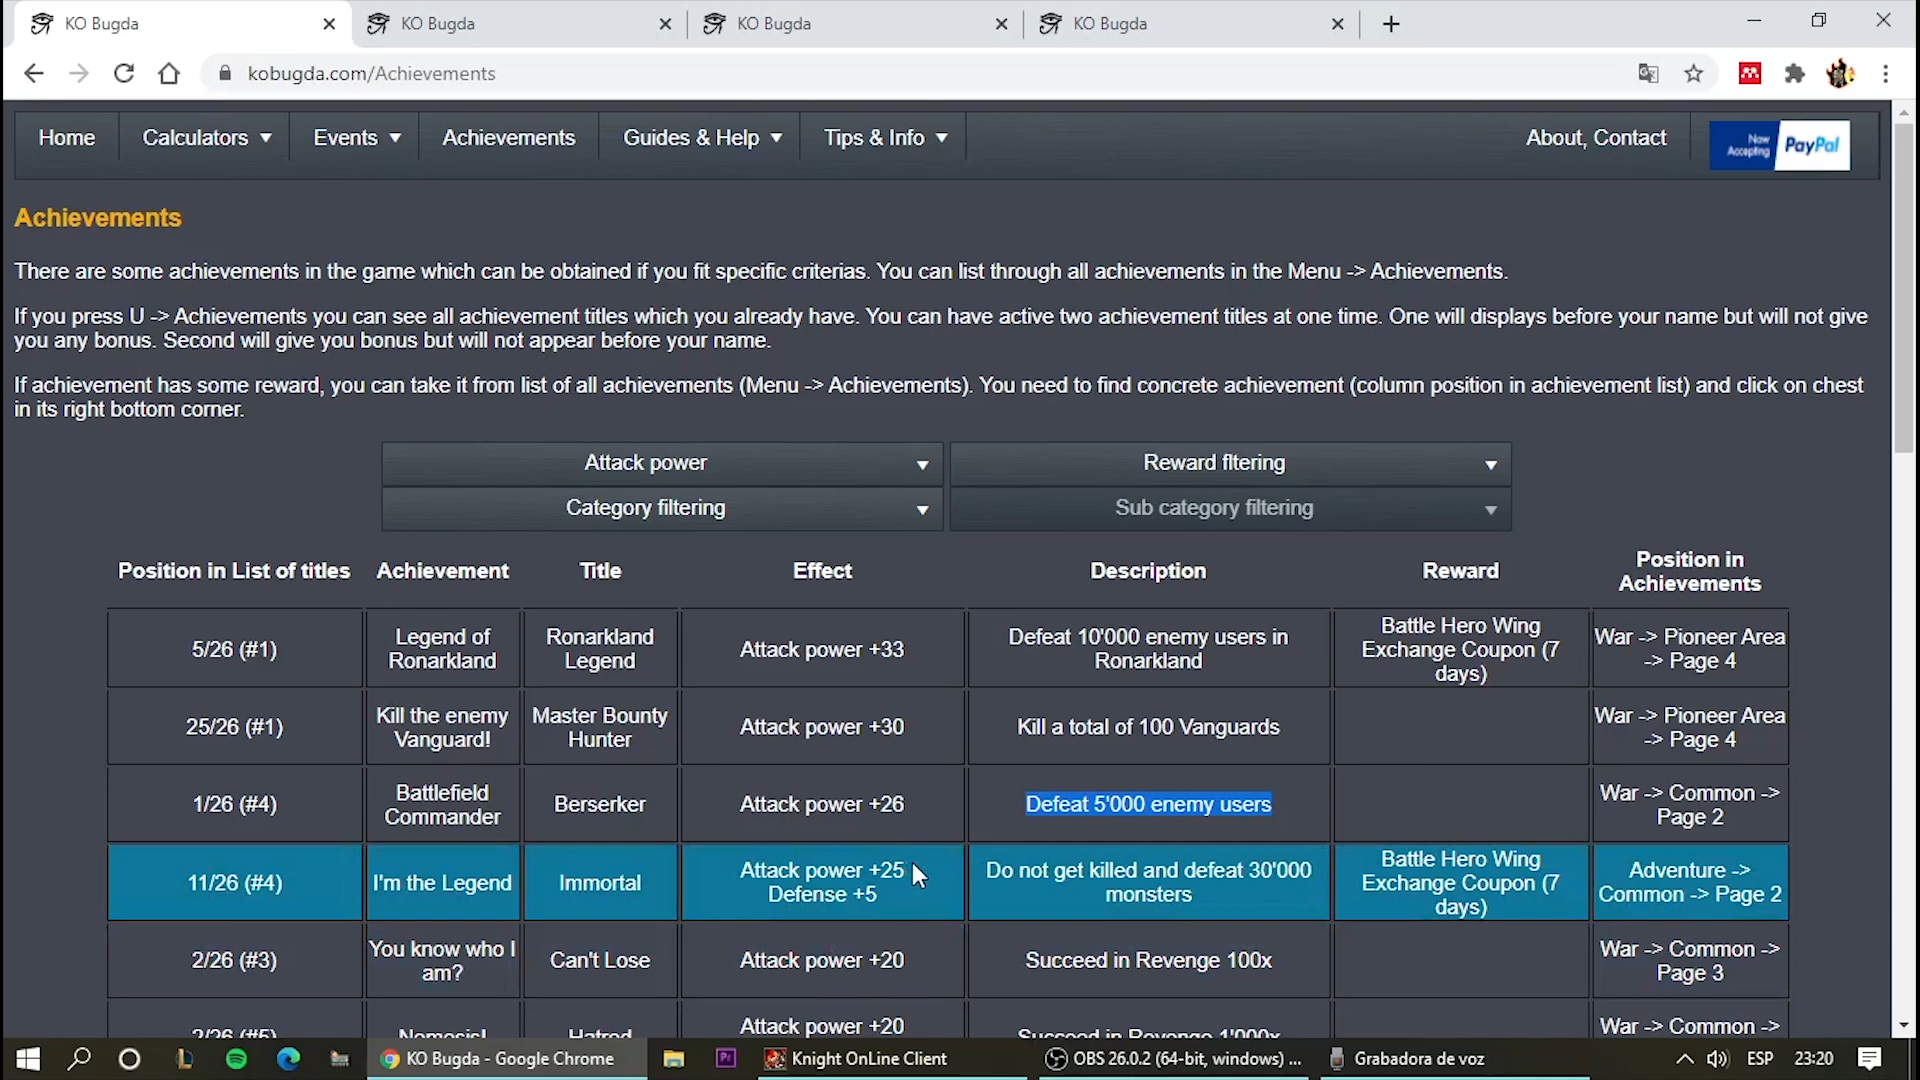 KO Bugda
KO Bugda
KO Bugda
KO Bugda
kobugda.com/Achievements
Home
Calculators
Events
Achievements
Guides & Help
Tips & Info
About, Contact
Now
Accepting
PayPal
Achievements
There are some achievements in the game which can be obtained if you fit specific criterias. You can list through all achievements in the Menu -> Achievements.
If you press U -> Achievements you can see all achievement titles which you already have. You can have active two achievement titles at one time. One will displays before your name but will not give
you any bonus. Second will give you bonus but will not appear before your name.
If achievement has some reward, you can take it from list of all achievements (Menu -> Achievements). You need to find concrete achievement (column position in achievement list) and click on chest
in its right bottom corner.
Attack power
Reward fltering
Category filtering
Sub category filtering
Position in List of titles
Achievement
Title
Effect
Description
Reward
Position in
Achievements
5/26 (#1)
Legend of
Ronarkland
Ronarkland
Legend
Attack power +33
Defeat 10'000 enemy users in
Ronarkland
Battle Hero Wing
Exchange Coupon (7
days)
War -> Pioneer Area
-> Page 4
25/26 (#1)
Kill the enemy
Vanguard!
Master Bounty
Hunter
Attack power +30
Kill a total of 100 Vanguards
War -> Pioneer Area
-> Page 4
1/26 (#4)
Battlefield
Commander
Berserker
Attack power +26
Defeat 5'000 enemy users
War -> Common ->
Page 2
11/26 (#4)
I'm the Legend
Immortal
Attack power +25
Defense +5
Do not get killed and defeat 30'000
monsters
Battle Hero Wing
Exchange Coupon (7
days)
Adventure ->
Common -> Page 2
2/26 (#3)
You know who I
am?
Can't Lose
Attack power +20
Succeed in Revenge 100x
War -> Common ->
Page 3
2/26 (#5)
Nemesis!
Hatred
Attack power +20
Succeed in Revenge 1'000x
War -> Common ->
KO Bugda - Google Chrome
Pr
Knight OnLine Client
OBS 26.0.2 (64-bit, windows) ...
Grabadora de voz
ESP
23:20